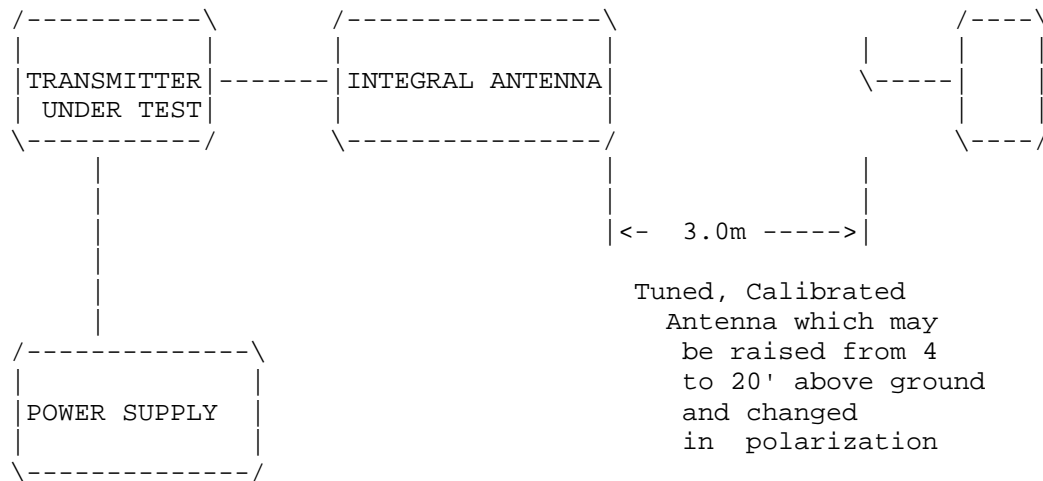 TRANSMITTER
UNDER TEST
INTEGRAL ANTENNA
<- 3.0m ----->
Tuned, Calibrated
Antenna which may
be raised from 4
to 20' above ground
and changed
in polarization
POWER SUPPLY